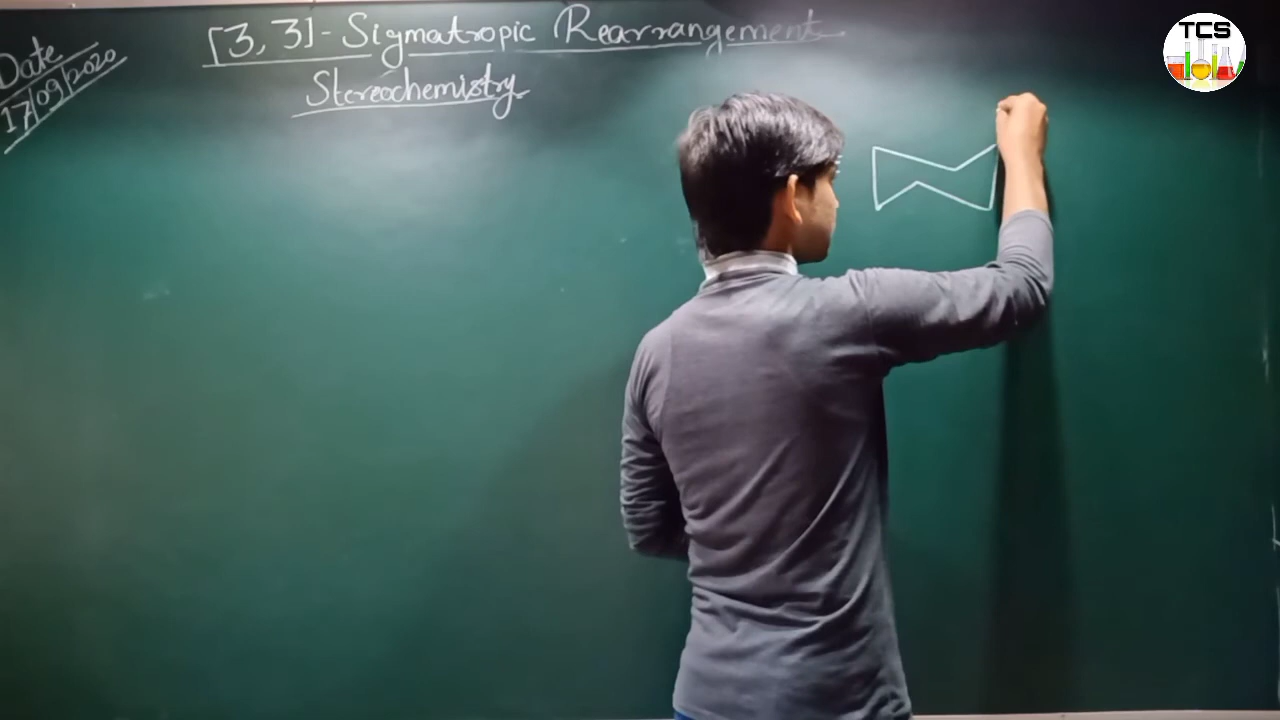 [3,3]-Sigmatropic Rearrangement
Stereochemistry
Date
17/09/2020
TCS